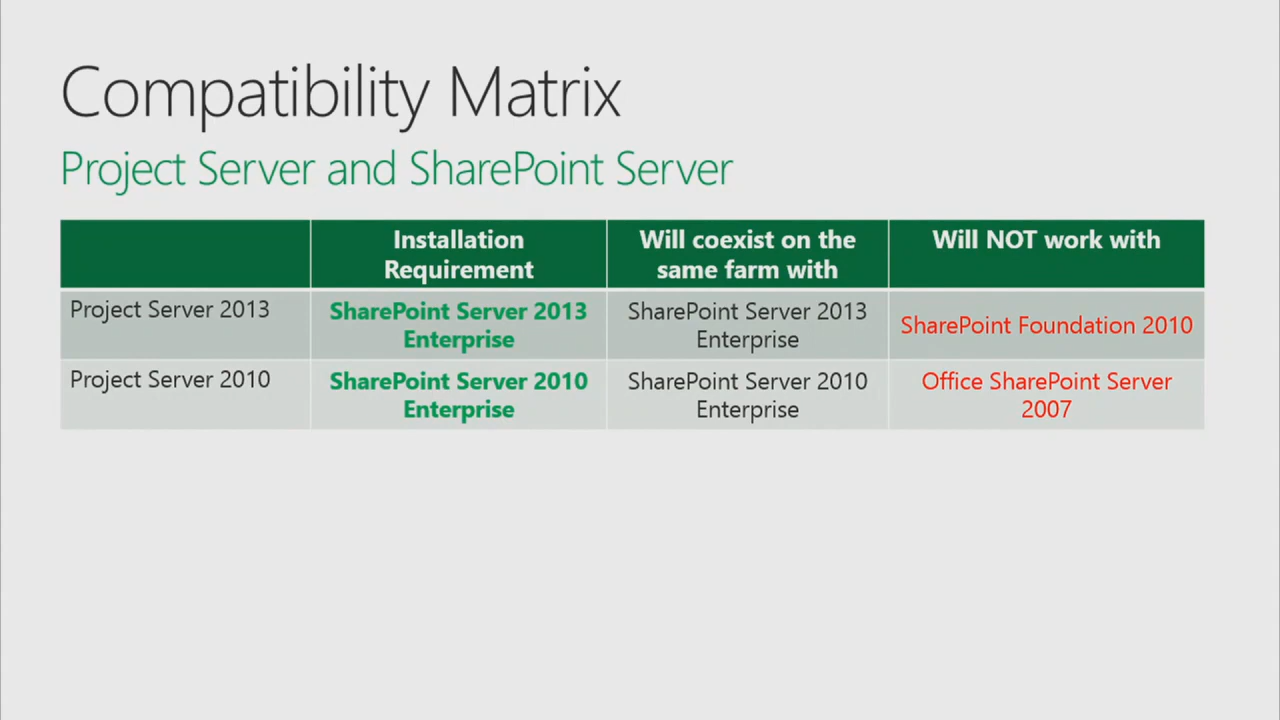 Compatibility Matrix
Project Server and SharePoint Server
Installation
Requirement
Will coexist on the
same farm with
Will NOT work with
Project Server 2013
SharePoint Server 2013
Enterprise
SharePoint Server 2013
Enterprise
SharePoint Foundation 2010
Project Server 2010
SharePoint Server 2010
Enterprise
SharePoint Server 2010
Enterprise
Office SharePoint Server
2007